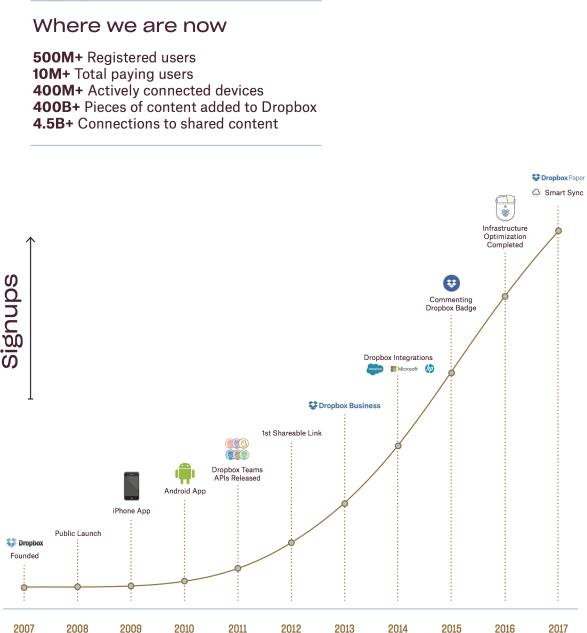 Where we are now
500M+ Registered users
10M+ Total paying users
400M+ Actively connected devices
400B+ Pieces of content added to Dropbox
4.5B+ Connections to shared content
Dropbox Paper
Smart Sync
Infrastructure
Optimization
Completed
Commenting
Dropbox Badge
Dropbox Integrations
salesforce Microsoft hp
Dropbox Business
1st Shareable Link
Dropbox Teams
APIs Released
Android App
iPhone App
Public Launch
Dropbox
Founded
Signups
2007 2008 2009 2010 2011 2012 2013 2014 2015 2016 2017